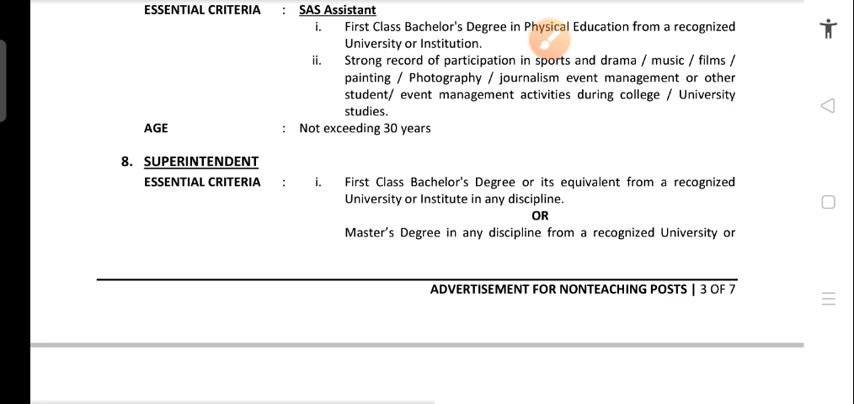 ESSENTIAL CRITERIA : SAS Assistant
i. First Class Bachelor's Degree in Physical Education from a recognized
University or Institution.
ii. Strong record of participation in sports and drama / music / films /
painting / Photography / journalism event management or other
student/ event management activities during college / University
studies.
AGE : Not exceeding 30 years
8. SUPERINTENDENT
ESSENTIAL CRITERIA : i. First Class Bachelor's Degree or its equivalent from a recognized
University or Institute in any discipline.
OR
Master's Degree in any discipline from a recognized University or
ADVERTISEMENT FOR NONTEACHING POSTS | 3 OF 7